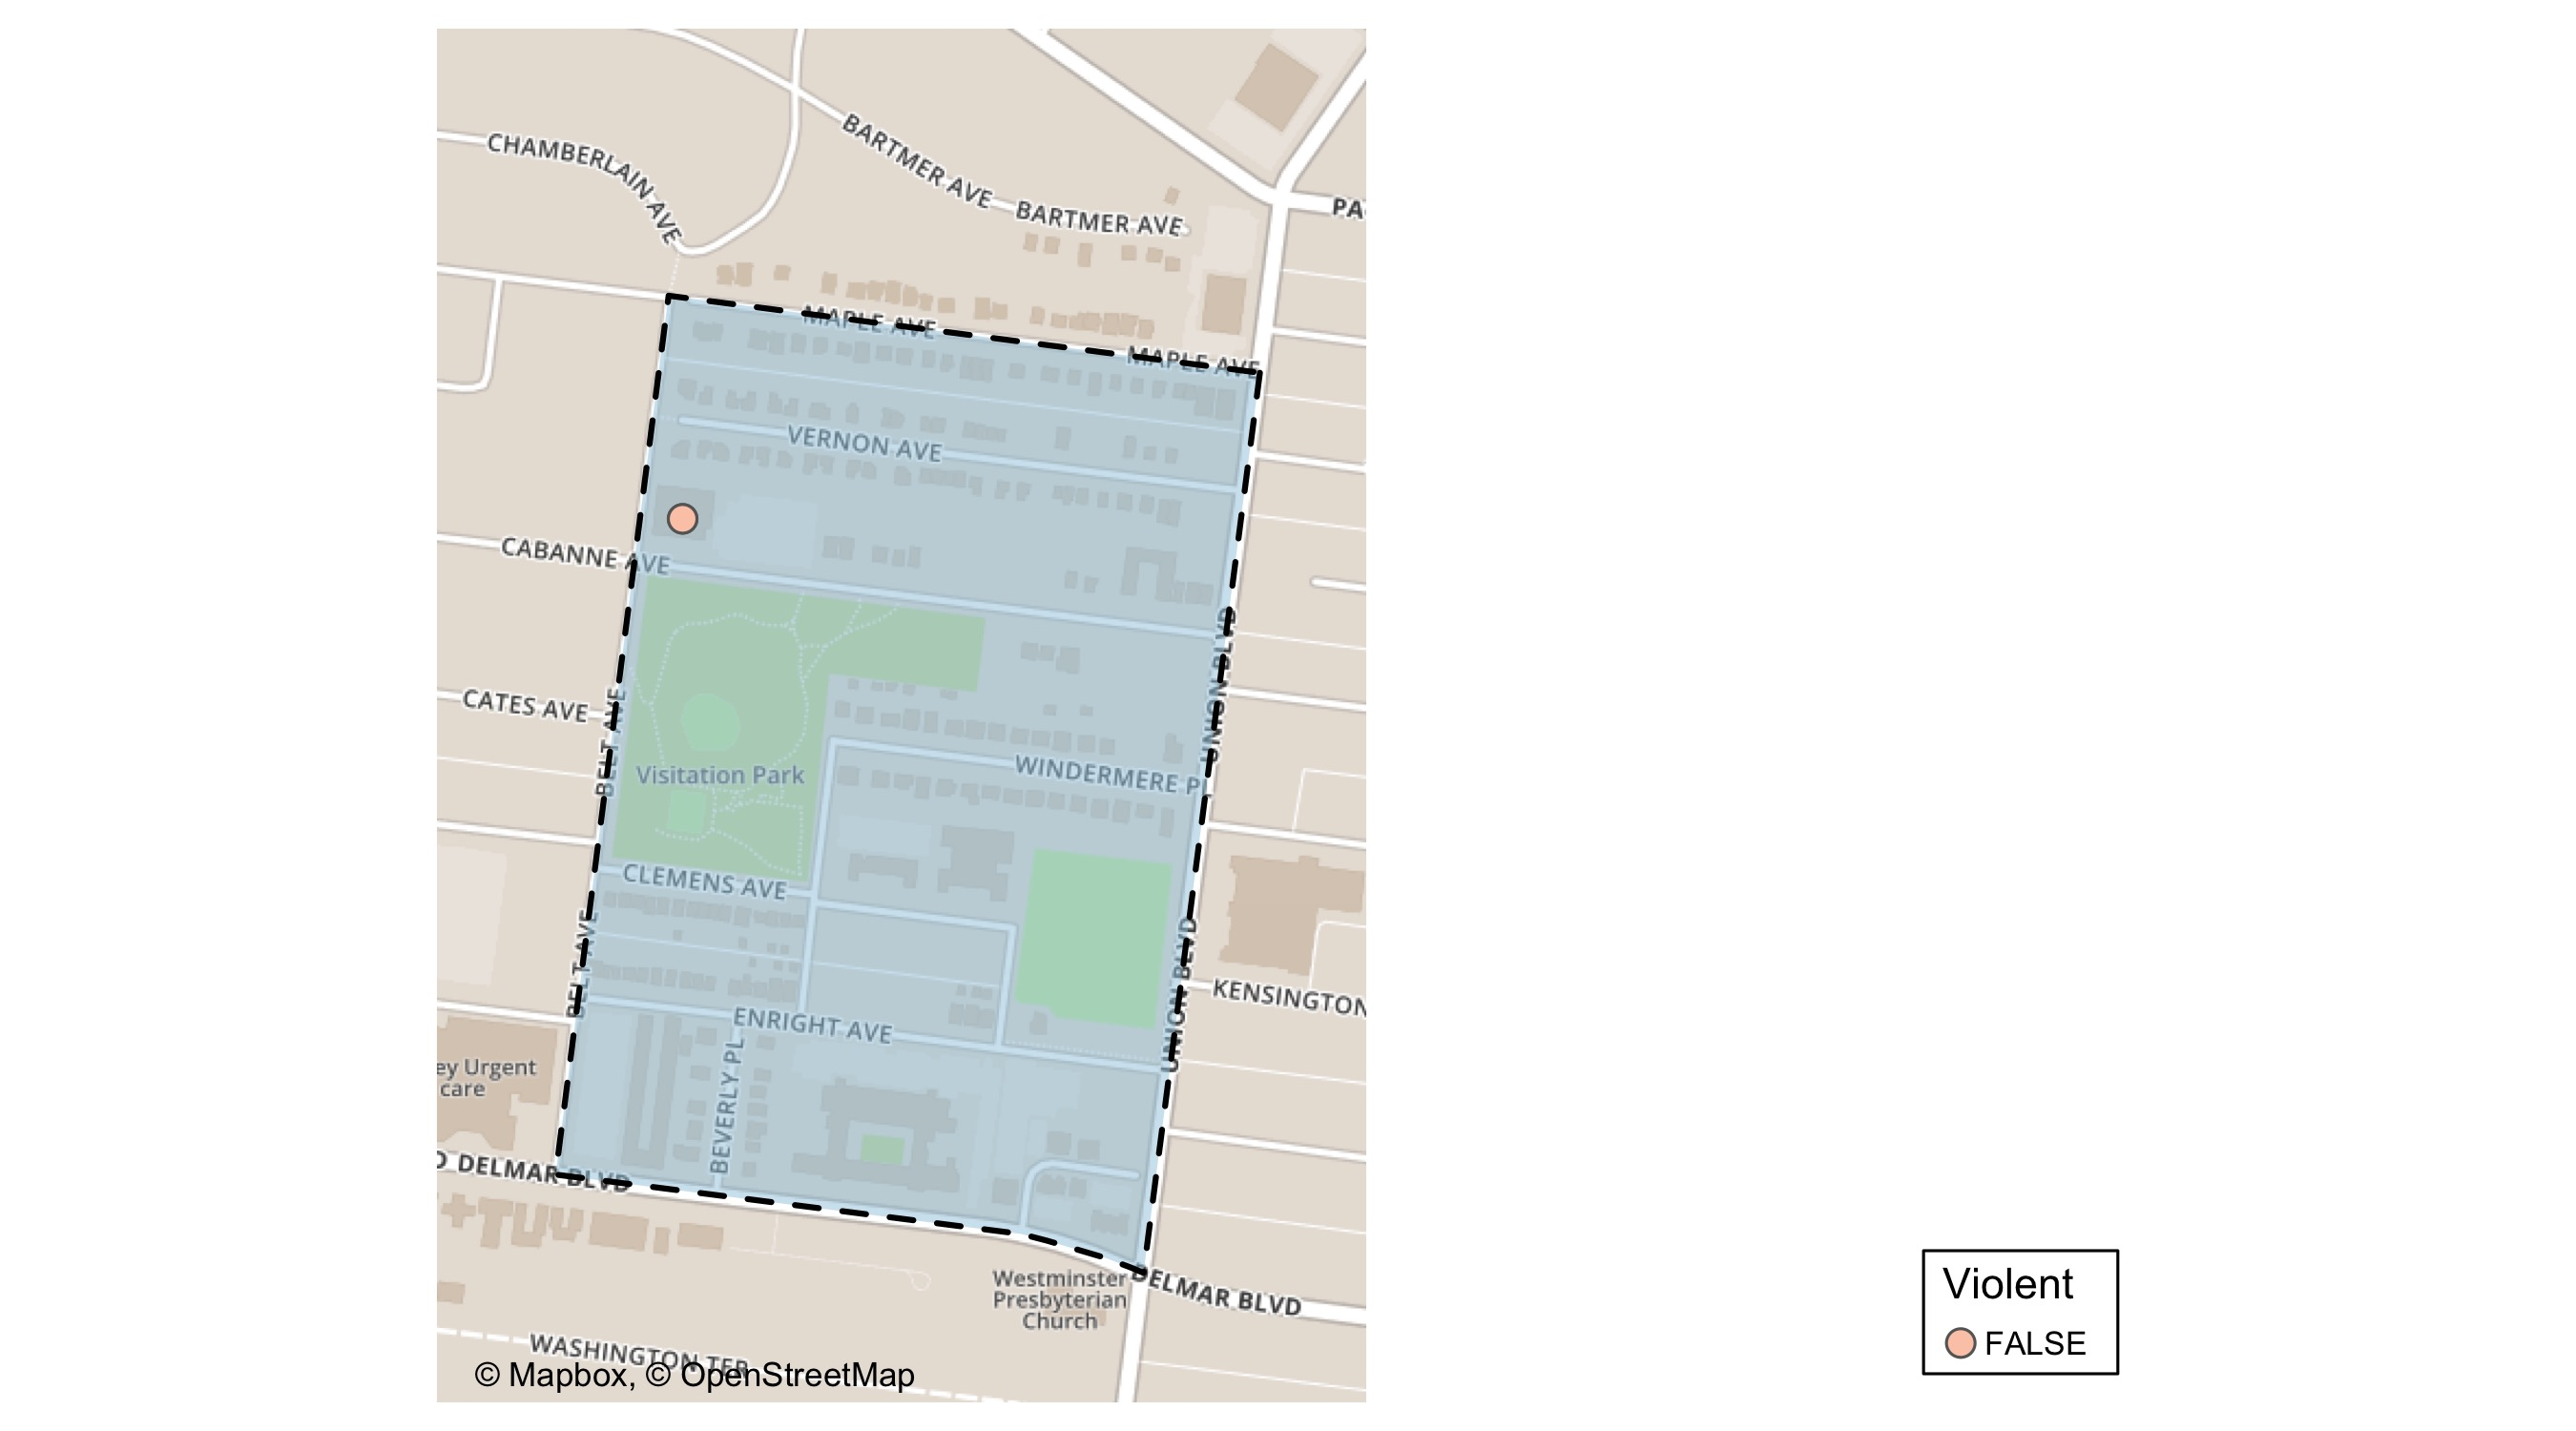 CHAMBERLAIN AVE
BARTMER AVE
BARTMER AVE
MAPLE AVE
MAPLE AVE
VERNON AVE
CABANNE AVE
CATES AVE
BELT AVE
UNION BLVD
WINDERMERE PL
Visitation Park
CLEMENS AVE
BELT AVE
UNION BLVD
KENSINGTON
ENRIGHT AVE
BEVERLY PL
ey Urgent
care
DELMAR BLVD
Westminster
Presbyterian
Church
DELMAR BLVD
WASHINGTON TER
© Mapbox, © OpenStreetMap
Violent
FALSE